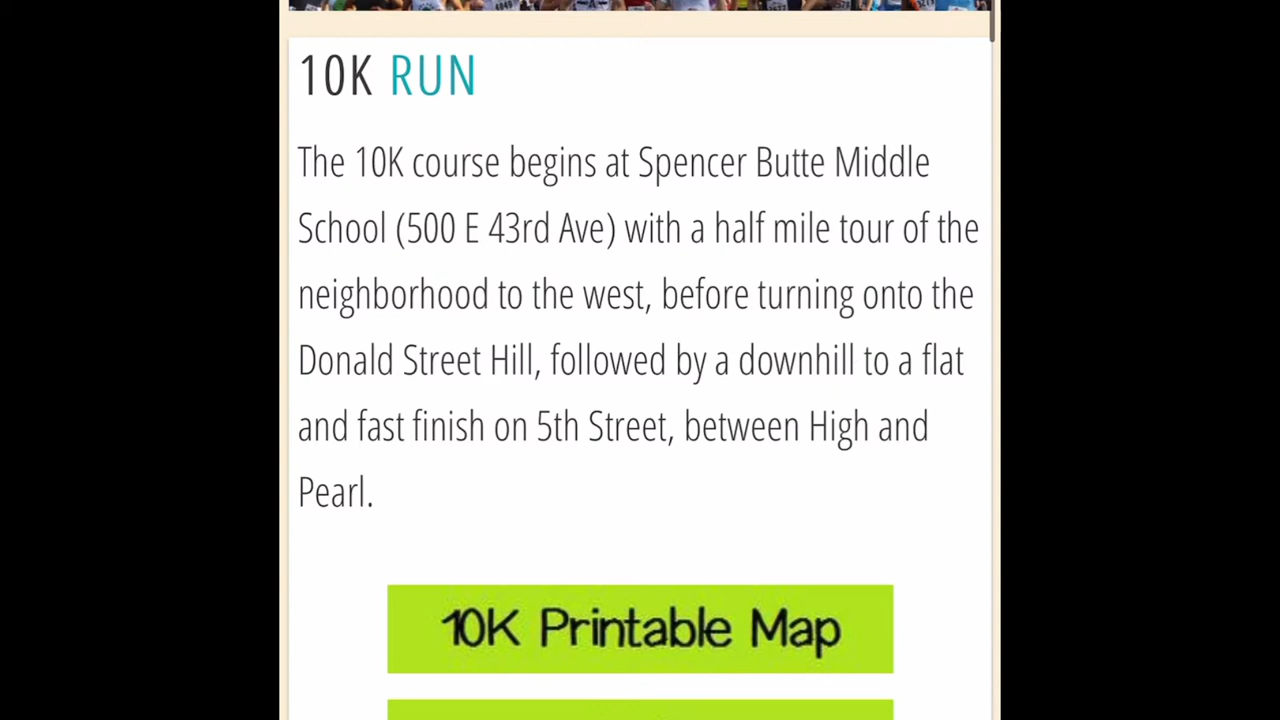 10K RUN
The 10K course begins at Spencer Butte Middle
School (500 E 43rd Ave) with a half mile tour of the
neighborhood to the west, before turning onto the
Donald Street Hill, followed by a downhill to a flat
and fast finish on 5th Street, between High and
Pearl.
10K Printable Map